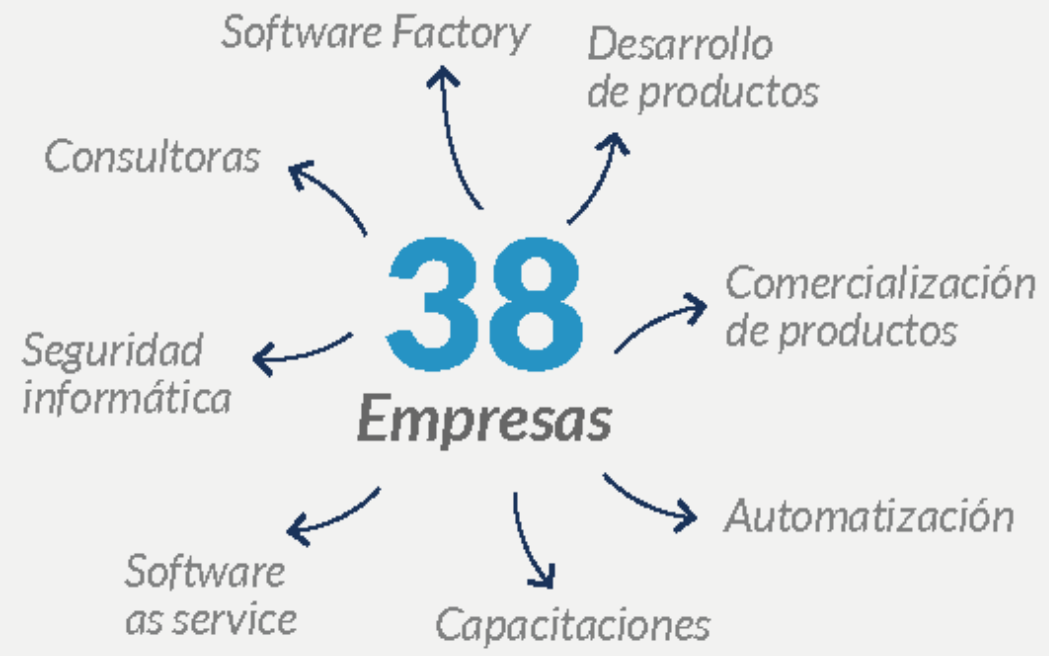 Software Factory
Desarrollo
de productos
Consultoras
38
Empresas
Comercialización
de productos
Seguridad
informática
Automatización
Software
as service
Capacitaciones